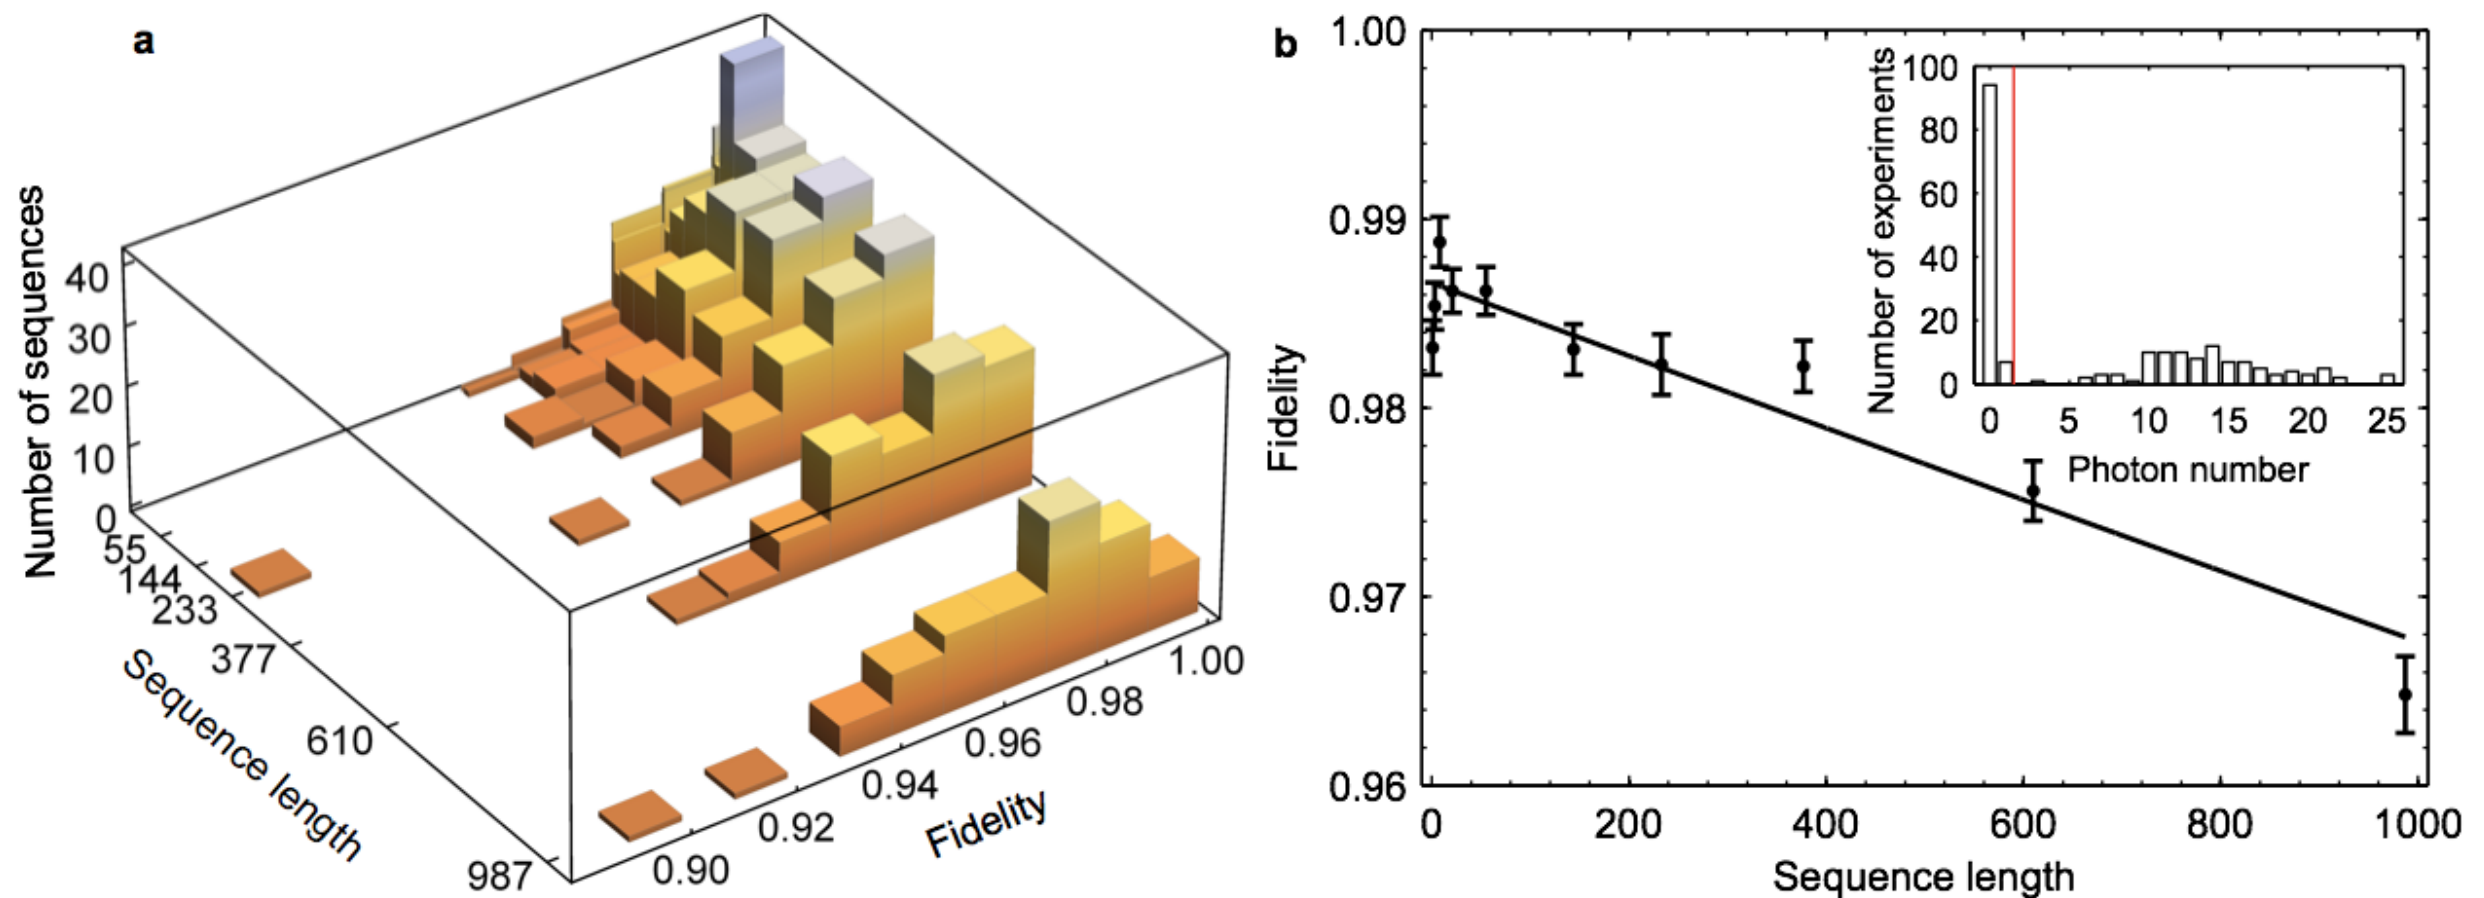 a
Number of sequences
40
30
20
10
0
55
144
233
377
610
987
Sequence length
0.90
0.92
0.94
0.96
0.98
1.00
Fidelity
b
1.00
0.99
0.98
0.97
0.96
Fidelity
0 200 400 600 800 1000
Sequence length
Number of experiments
100
80
60
40
20
0
0 5 10 15 20 25
Photon number